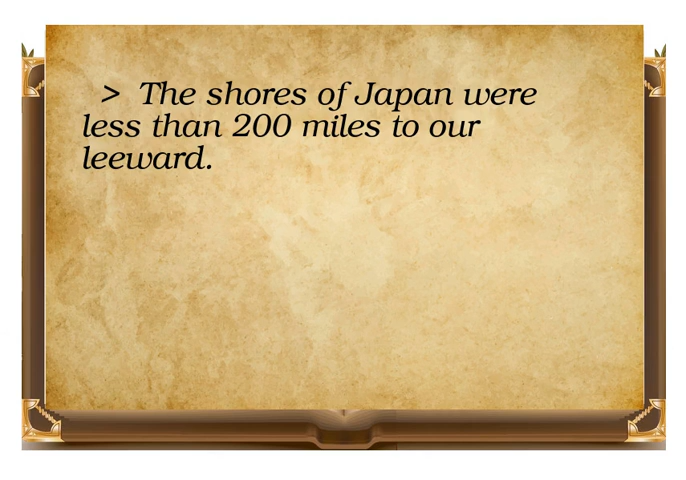 > The shores of Japan were
less than 200 miles to our
leeward.